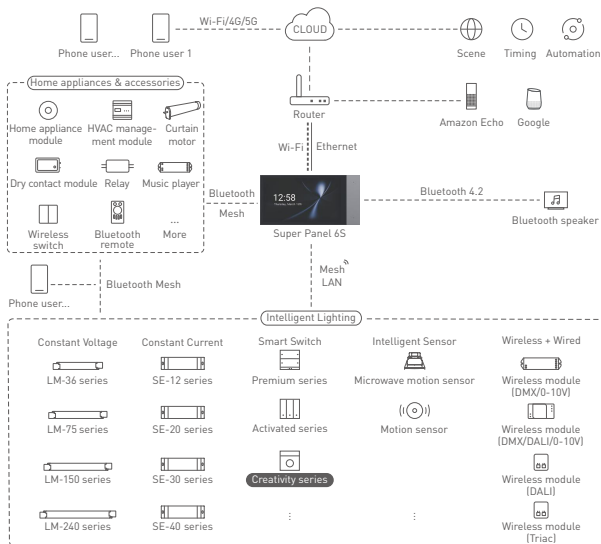 Wi-Fi/4G/5G
CLOUD
Phone user... Phone user 1
Scene Timing Automation
Home appliances & accessories
Router
Amazon Echo Google
Home appliance
module
HVAC manage-
ment module
Curtain
motor
Wi-Fi Ethernet
Dry contact module Relay Music player
Bluetooth
Mesh
12:58
Super Panel 6S
Bluetooth 4.2
Bluetooth speaker
Wireless
switch
Bluetooth
remote
...
More
Mesh
LAN
Phone user...
Bluetooth Mesh
Intelligent Lighting
Constant Voltage Constant Current Smart Switch Intelligent Sensor Wireless + Wired
LM-36 series SE-12 series Premium series Microwave motion sensor Wireless module
(DMX/0-10V)
LM-75 series SE-20 series Activated series Motion sensor Wireless module
(DMX/DALI/0-10V)
LM-150 series SE-30 series Creativity series Wireless module
(DALI)
LM-240 series SE-40 series Wireless module
(Triac)